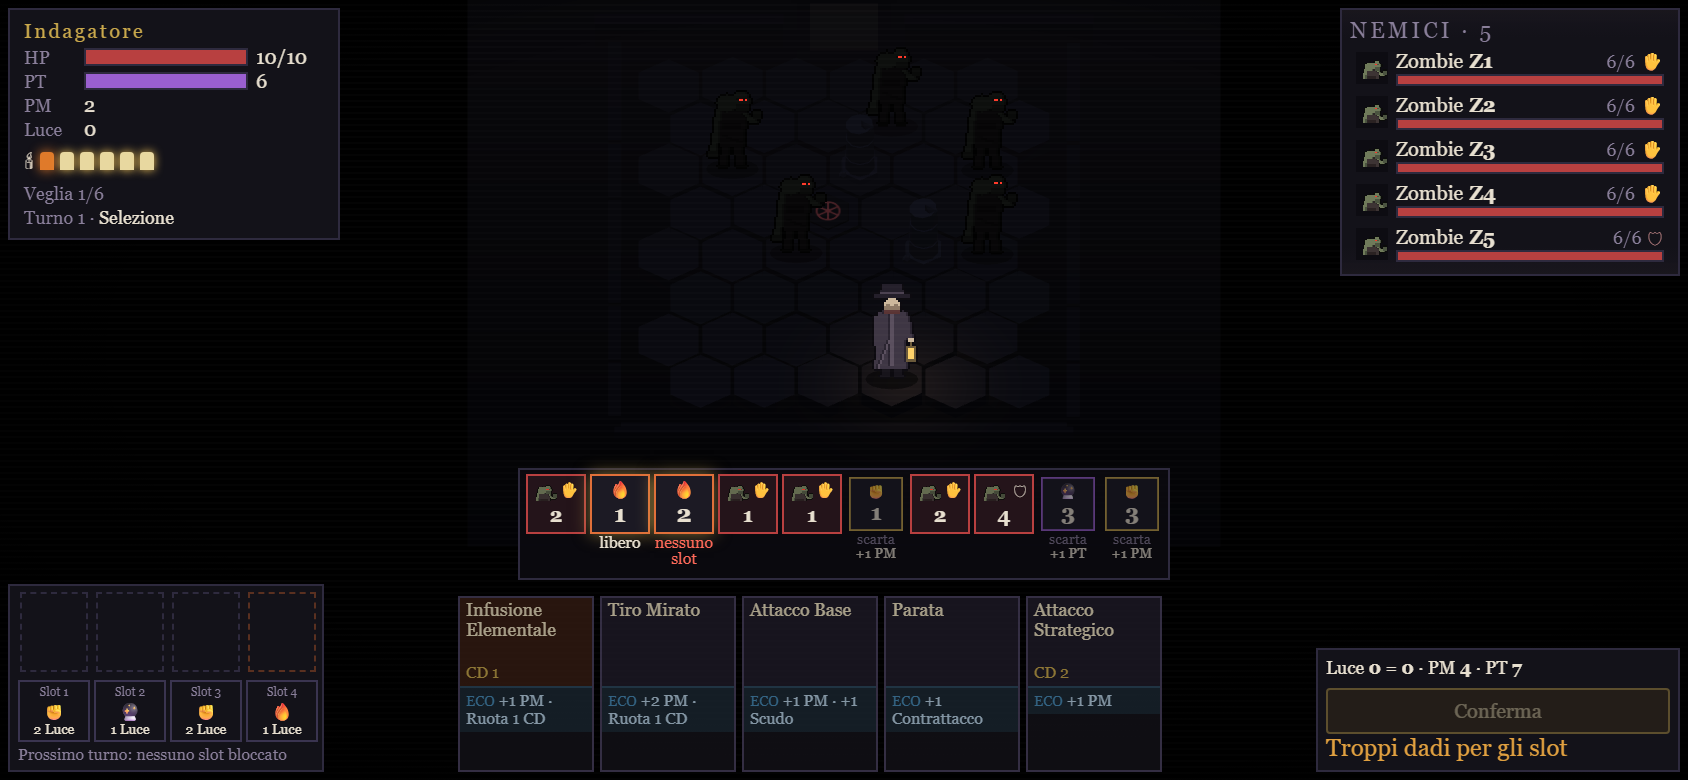 Indagatore
HP 10/10
PT 6
PM 2
Luce 0
Veglia 1/6
Turno 1 · Selezione
NEMICI · 5
Zombie Z1 6/6
Zombie Z2 6/6
Zombie Z3 6/6
Zombie Z4 6/6
Zombie Z5 6/6
2 1 2 1 1 1 2 4 3 3
libero
nessuno slot
scarta +1 PM
scarta +1 PT
scarta +1 PM
Slot 1
2 Luce
Slot 2
1 Luce
Slot 3
2 Luce
Slot 4
1 Luce
Prossimo turno: nessuno slot bloccato
Infusione
Elementale
CD 1
ECO +1 PM ·
Ruota 1 CD
Tiro Mirato
ECO +2 PM ·
Ruota 1 CD
Attacco Base
ECO +1 PM · +1
Scudo
Parata
ECO +1
Contrattacco
Attacco
Strategico
CD 2
ECO +1 PM
Luce 0 = 0 · PM 4 · PT 7
Conferma
Troppi dadi per gli slot